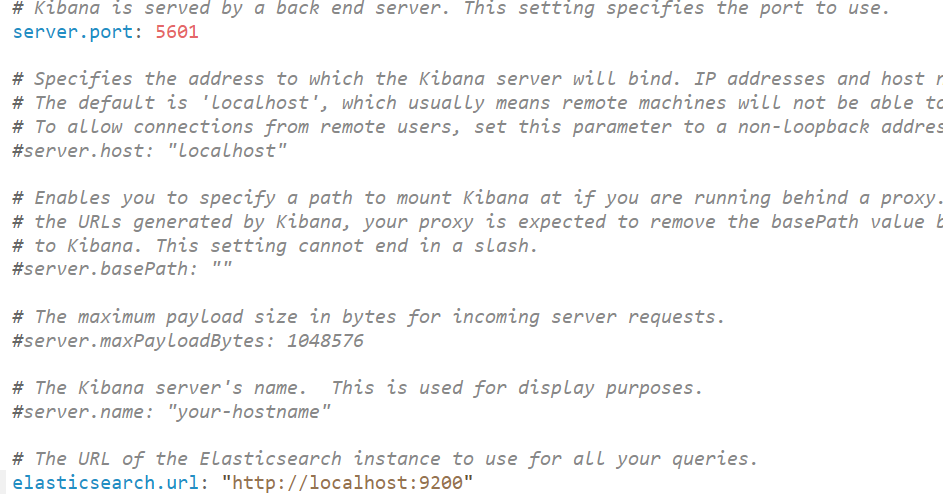 # Kibana is served by a back end server. This setting specifies the port to use.
server.port: 5601
# Specifies the address to which the Kibana server will bind. IP addresses and host
# The default is 'localhost', which usually means remote machines will not be able to
# To allow connections from remote users, set this parameter to a non-loopback
#server.host: "localhost"
# Enables you to specify a path to mount Kibana at if you are running behind a proxy.
# the URLs generated by Kibana, your proxy is expected to remove the basePath value
# to Kibana. This setting cannot end in a slash.
#server.basePath: ""
# The maximum payload size in bytes for incoming server requests.
#server.maxPayloadBytes: 1048576
# The Kibana server's name.  This is used for display purposes.
#server.name: "your-hostname"
# The URL of the Elasticsearch instance to use for all your queries.
elasticsearch.url: "http://localhost:9200"